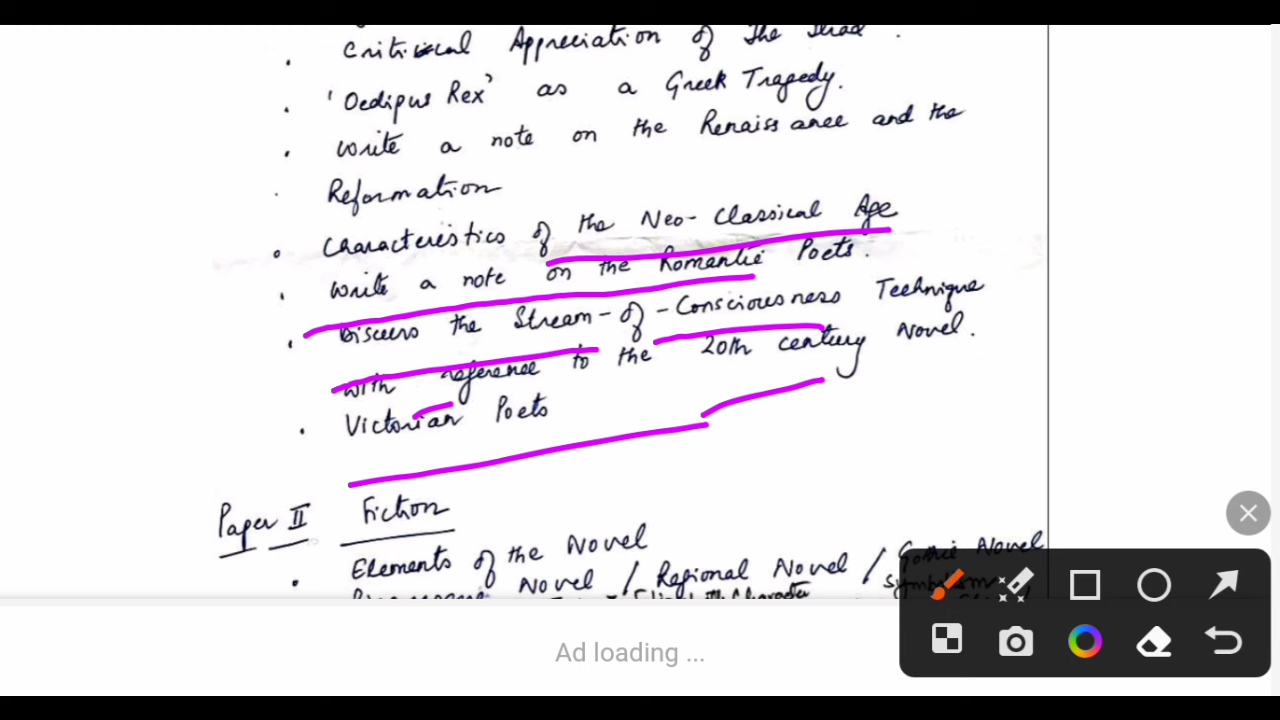 • Critical Appreciation of The Iliad.
• 'Oedipus Rex' as a Greek Tragedy.
• Write a note on the Renaissance and the
• Reformation
• Characteristics of the Neo-Classical Age
• Write a note on the Romantic Poets.
• Discuss the Stream-of-Consciousness Technique
with reference to the 20th century Novel.
• Victorian Poets
Paper II Fiction
• Elements of the Novel
Novel / Regional Novel / Gothic Novel
Character
Symbolism
Ad loading ...